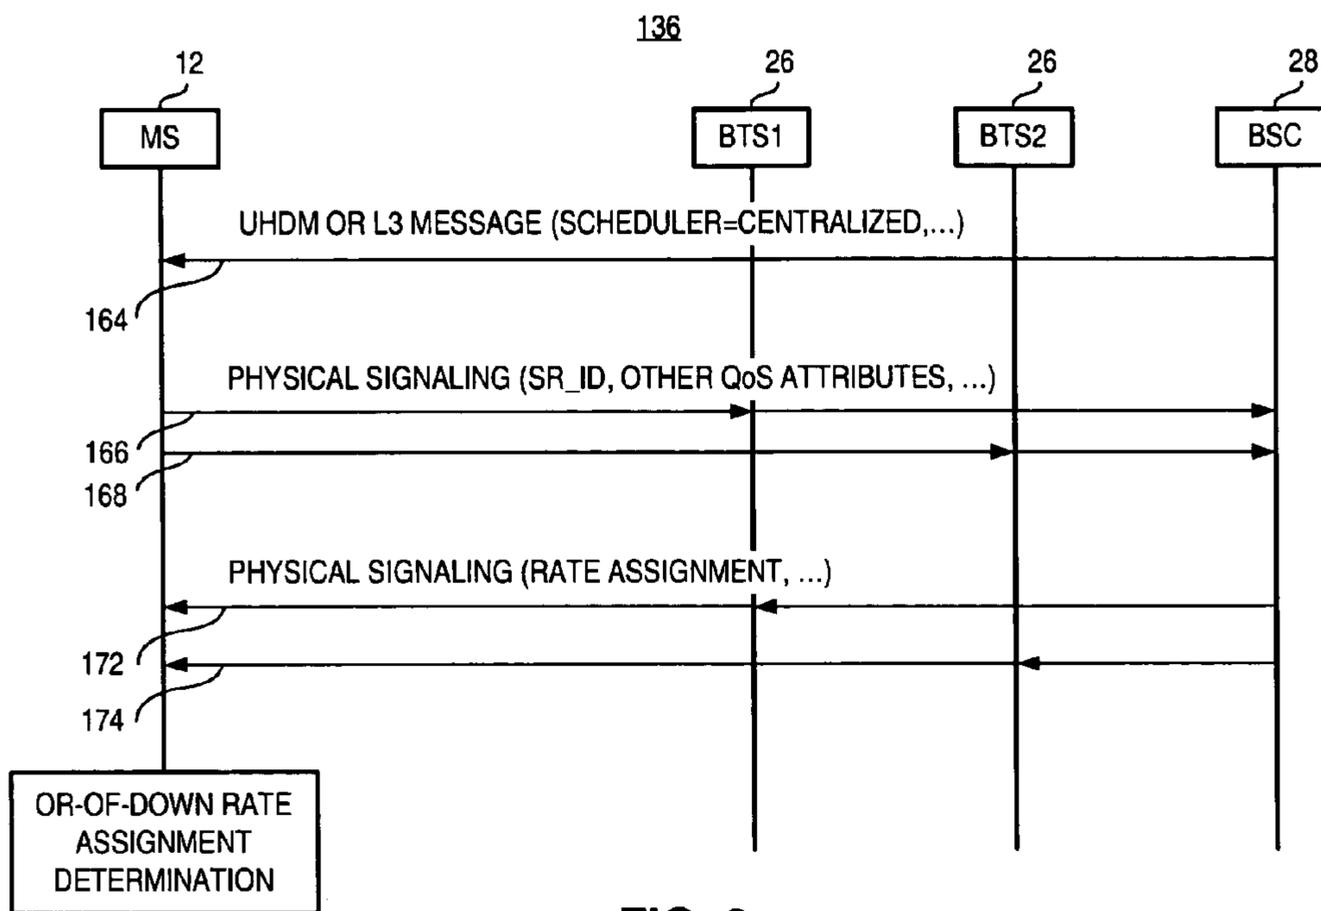 136
12
26
26
28
MS
BTS1
BTS2
BSC
UHDM OR L3 MESSAGE (SCHEDULER=CENTRALIZED,...)
164
PHYSICAL SIGNALING (SR_ID, OTHER QoS ATTRIBUTES, ...)
166
168
PHYSICAL SIGNALING (RATE ASSIGNMENT, ...)
172
174
OR-OF-DOWN RATE
ASSIGNMENT
DETERMINATION